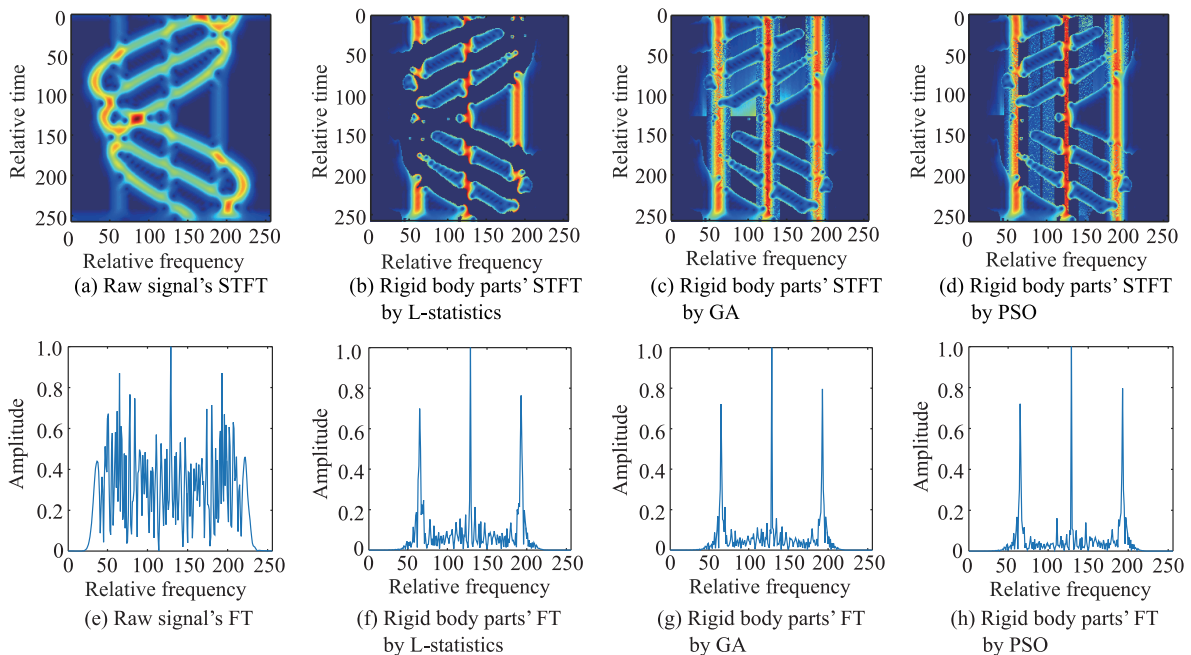 0
50
100
150
200
250
Relative time
0 50 100 150 200 250
Relative frequency
(a) Raw signal's STFT
0
50
100
150
200
250
Relative time
0 50 100 150 200 250
Relative frequency
(b) Rigid body parts' STFT
by L-statistics
0
50
100
150
200
250
Relative time
0 50 100 150 200 250
Relative frequency
(c) Rigid body parts' STFT
by GA
0
50
100
150
200
250
Relative time
0 50 100 150 200 250
Relative frequency
(d) Rigid body parts' STFT
by PSO
1.0
0.8
0.6
0.4
0.2
0
Amplitude
0 50 100 150 200 250
Relative frequency
(e) Raw signal's FT
1.0
0.8
0.6
0.4
0.2
0
Amplitude
0 50 100 150 200 250
Relative frequency
(f) Rigid body parts' FT
by L-statistics
1.0
0.8
0.6
0.4
0.2
0
Amplitude
0 50 100 150 200 250
Relative frequency
(g) Rigid body parts' FT
by GA
1.0
0.8
0.6
0.4
0.2
0
Amplitude
0 50 100 150 200 250
Relative frequency
(h) Rigid body parts' FT
by PSO